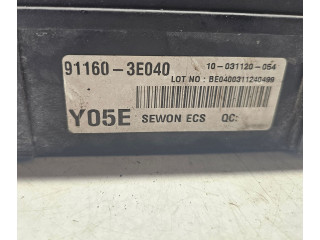 91160-3E040
10-031120-054
LOT NO : BE0400311240499
Y05E SEWON ECS QC: